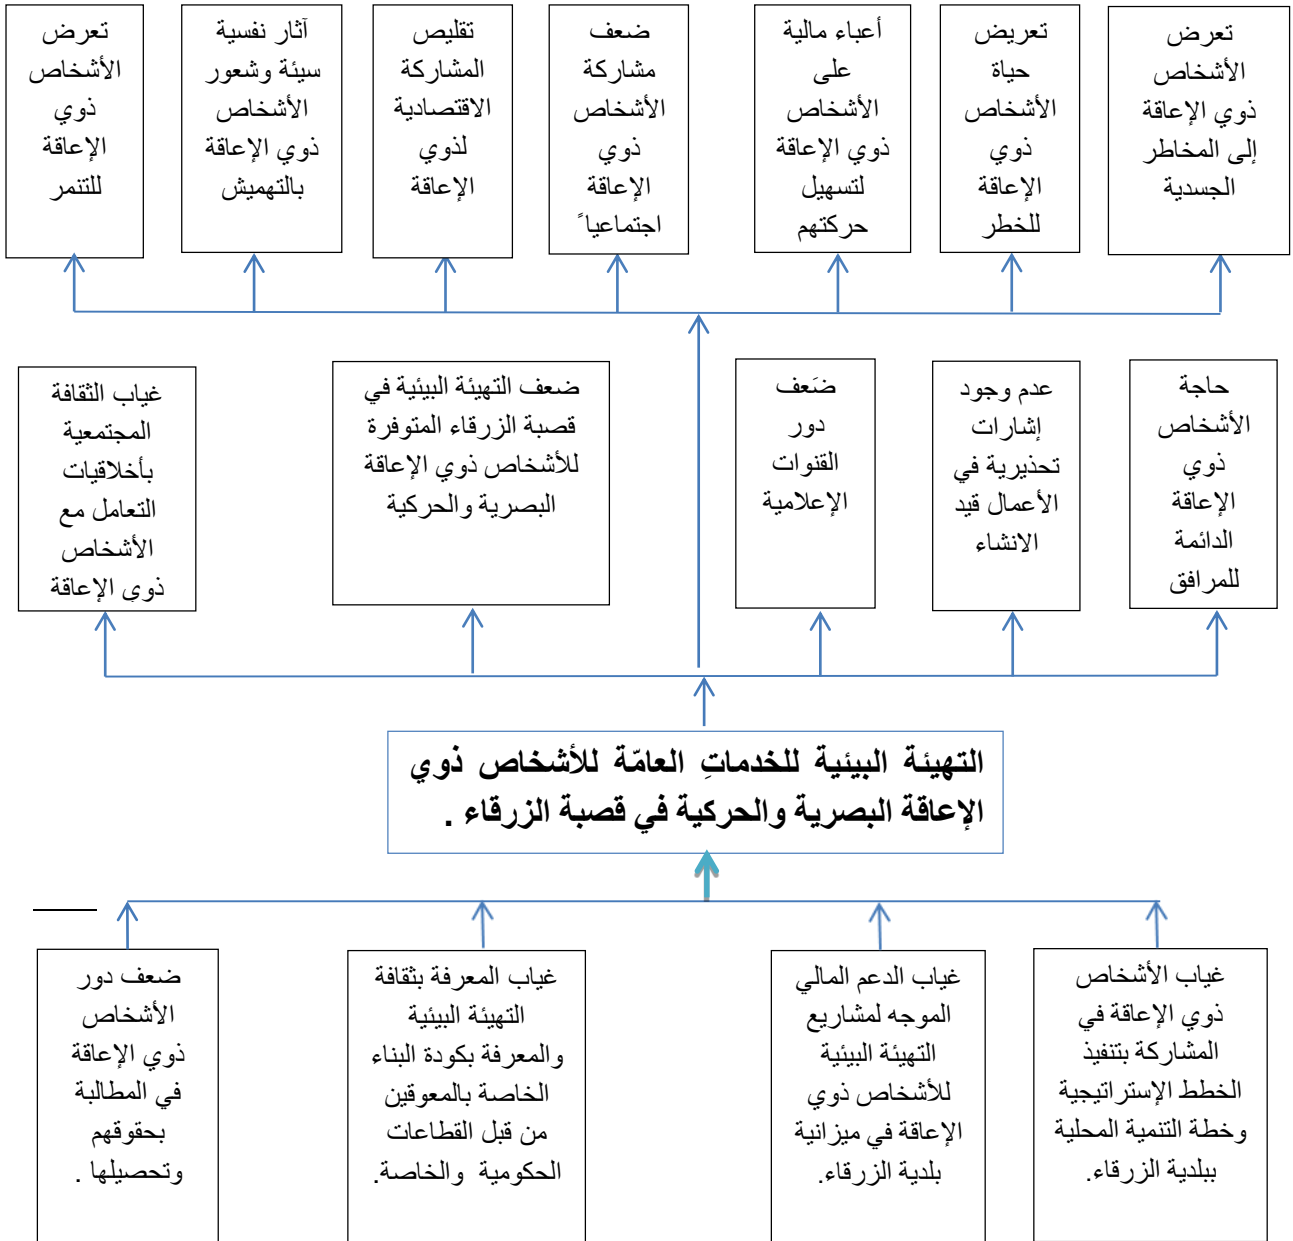 تعرض
الأشخاص
ذوي الإعاقة
إلى المخاطر
الجسدية
تعريض
حياة
الأشخاص
ذوي
الإعاقة
للخطر
أعباء مالية
على
الأشخاص
ذوي الإعاقة
لتسهيل
حركتهم
ضعف
مشاركة
الأشخاص
ذوي
الإعاقة
اجتماعياً
تقليص
المشاركة
الاقتصادية
لذوي
الإعاقة
آثار نفسية
سيئة وشعور
الأشخاص
ذوي الإعاقة
بالتهميش
تعرض
الأشخاص
ذوي
الإعاقة
للتنمر
حاجة
الأشخاص
ذوي
الإعاقة
الدائمة
للمرافق
عدم وجود
إشارات
تحذيرية في
الأعمال قيد
الانشاء
ضَعف
دور
القنوات
الإعلامية
ضعف التهيئة البيئية في
قصبة الزرقاء المتوفرة
للأشخاص ذوي الإعاقة
البصرية والحركية
غياب الثقافة
المجتمعية
بأخلاقيات
التعامل مع
الأشخاص
ذوي الإعاقة
التهيئة البيئية للخدماتِ العامّة للأشخاص ذوي
الإعاقة البصرية والحركية في قصبة الزرقاء .
غياب الأشخاص
ذوي الإعاقة في
المشاركة بتنفيذ
الخطط الإستراتيجية
وخطة التنمية المحلية
ببلدية الزرقاء.
غياب الدعم المالي
الموجه لمشاريع
التهيئة البيئية
للأشخاص ذوي
الإعاقة في ميزانية
بلدية الزرقاء.
غياب المعرفة بثقافة
التهيئة البيئية
والمعرفة بكودة البناء
الخاصة بالمعوقين
من قبل القطاعات
الحكومية والخاصة.
ضعف دور
الأشخاص
ذوي الإعاقة
في المطالبة
بحقوقهم
وتحصيلها .